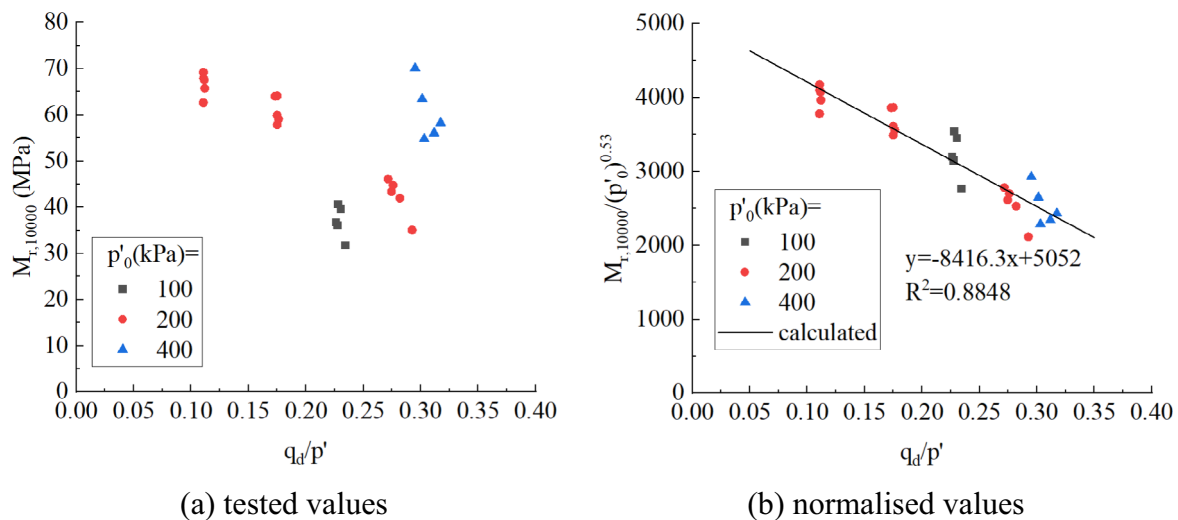 80
70
60
50
40
30
20
10
0
M_r,10000 (MPa)
p'_0(kPa)=
100
200
400
0.00 0.05 0.10 0.15 0.20 0.25 0.30 0.35 0.40
q_d/p'
(a) tested values
5000
4000
3000
2000
1000
0
M_r.10000/(p'_0)^0.53
p'_0(kPa)=
100
200
400
calculated
y=-8416.3x+5052
R²=0.8848
0.00 0.05 0.10 0.15 0.20 0.25 0.30 0.35 0.40
q_d/p'
(b) normalised values